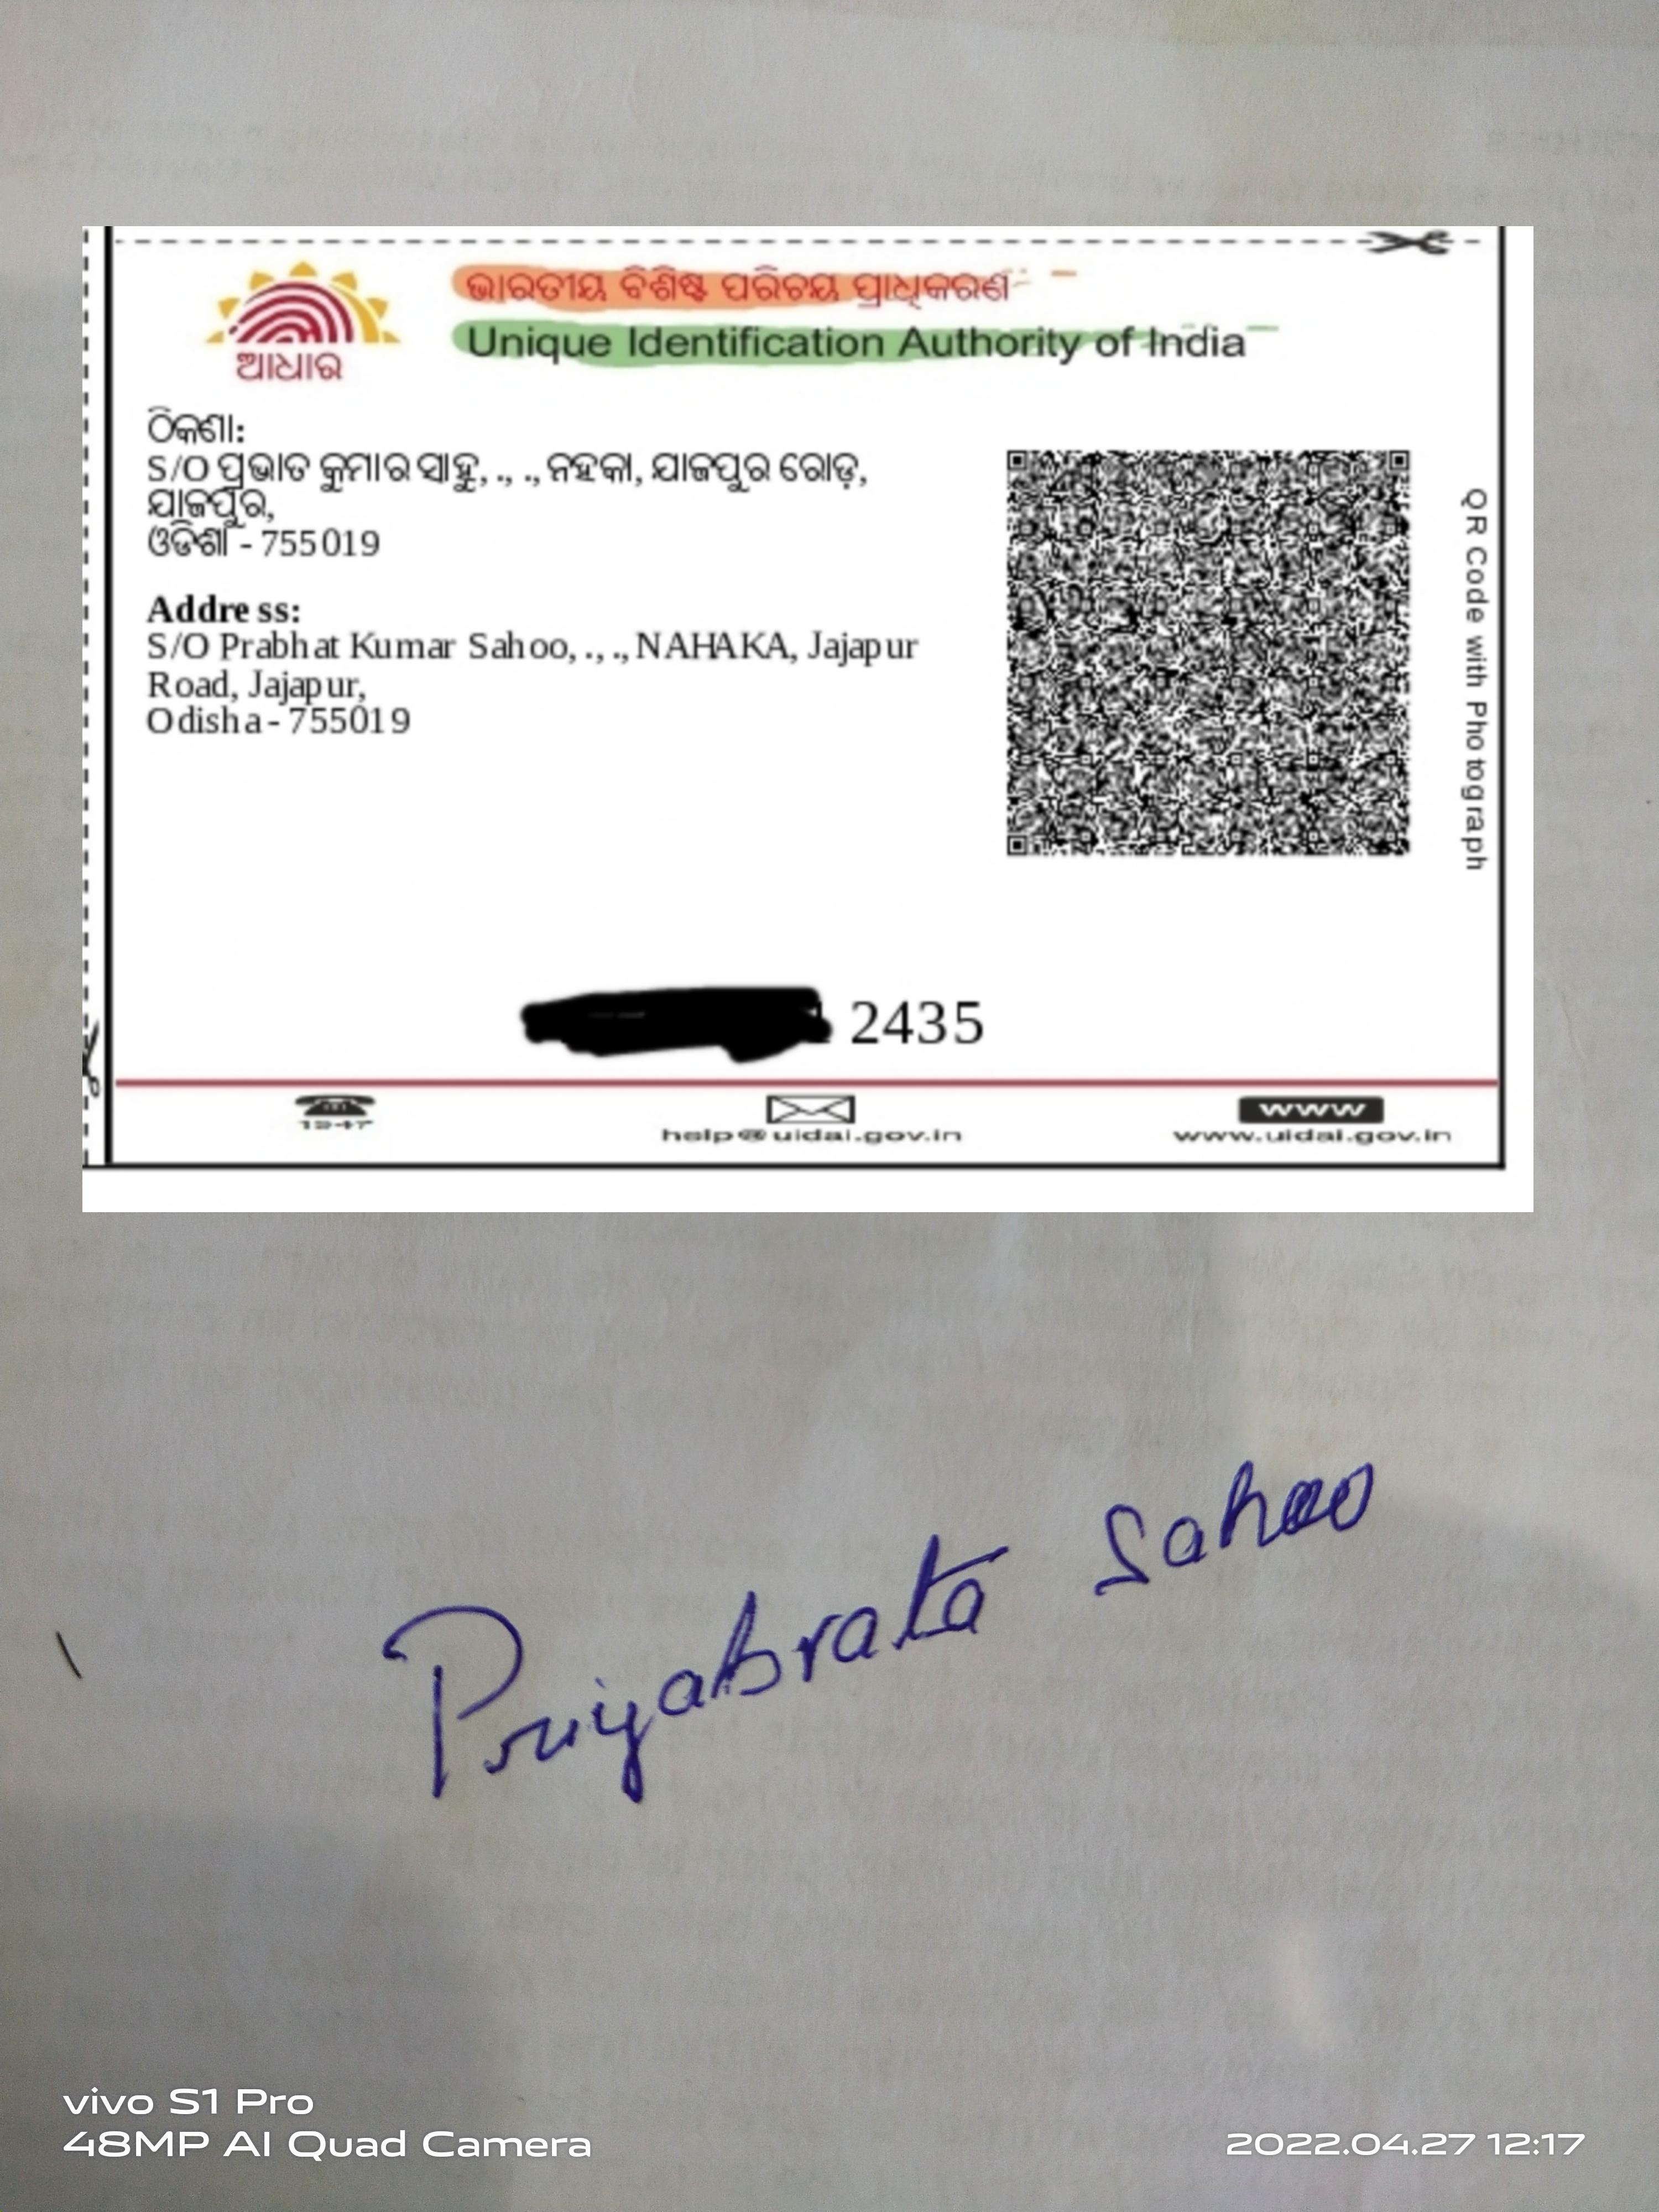 ଭାରତୀୟ ବିଶିଷ୍ଟ ପରିଚୟ ପ୍ରାଧିକରଣ
Unique Identification Authority of India
ଆଧାର
ଠିକଣା:
S/O ପ୍ରଭାତ କୁମାର ସାହୁ, ., ., ନହକା, ଯାଜପୁର ରୋଡ଼,
ଯାଜପୁର,
ଓଡିଶା - 755019
Address:
S/O Prabhat Kumar Sahoo, ., ., NAHAKA, Jajapur
Road, Jajapur,
Odisha - 755019
QR Code with Photograph
2435
1947
help@uidai.gov.in
www
www.uidai.gov.in
Priyabrata Sahoo
vivo S1 Pro
48MP AI Quad Camera
2022.04.27 12:17